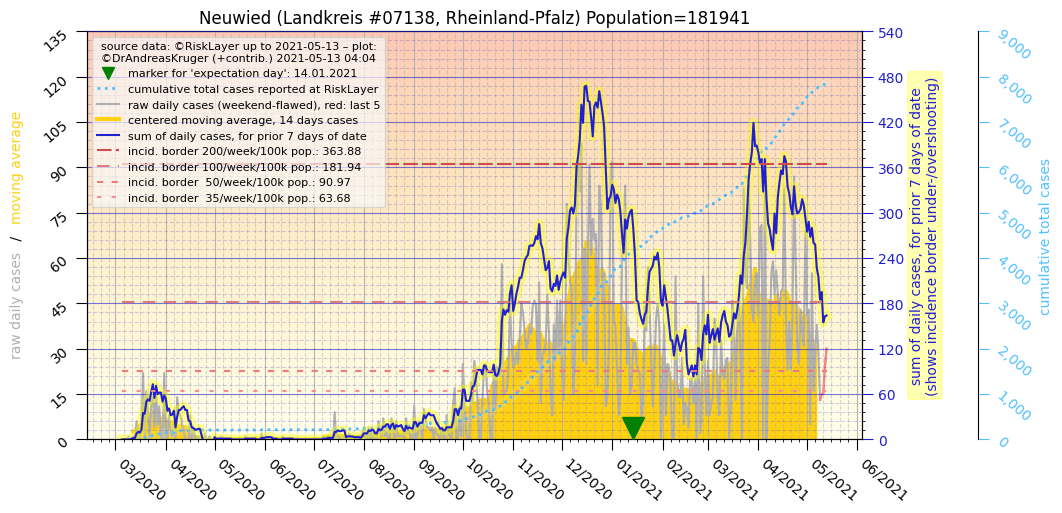 Neuwied (Landkreis #07138, Rheinland-Pfalz) Population=181941
source data: ©RiskLayer up to 2021-05-13 – plot:
©DrAndreasKruger (+contrib.) 2021-05-13 04:04
marker for 'expectation day': 14.01.2021
cumulative total cases reported at RiskLayer
raw daily cases (weekend-flawed), red: last 5
centered moving average, 14 days cases
sum of daily cases, for prior 7 days of date
incid. border 200/week/100k pop.: 363.88
incid. border 100/week/100k pop.: 181.94
incid. border  50/week/100k pop.: 90.97
incid. border  35/week/100k pop.: 63.68
raw daily cases  /  moving average
135
120
105
90
75
60
45
30
15
0
03/2020
04/2020
05/2020
06/2020
07/2020
08/2020
09/2020
10/2020
11/2020
12/2020
01/2021
02/2021
03/2021
04/2021
05/2021
06/2021
540
480
420
360
300
240
180
120
60
0
sum of daily cases, for prior 7 days of date
(shows incidence border under-/overshooting)
9,000
8,000
7,000
6,000
5,000
4,000
3,000
2,000
1,000
0
cumulative total cases